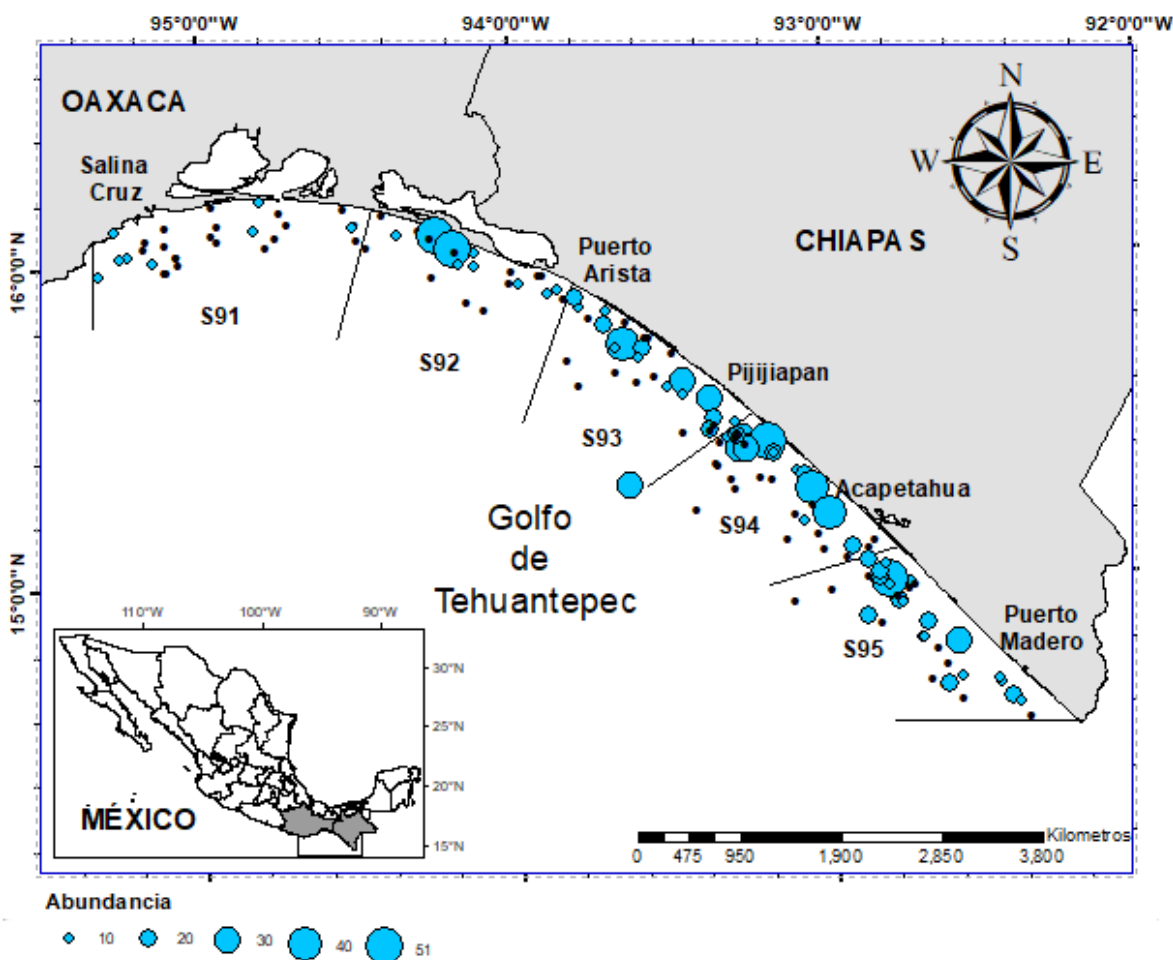 95°0'0"W 94°0'0"W 93°0'0"W 92°0'0"W
OAXACA
N
Salina
Cruz
W E
S
CHIAPA S
16°0'0"N
Puerto
Arista
S91
S92
Pijijiapan
S93
Acapetahua
Golfo
de
Tehuantepec
S94
15°0'0"N
Puerto
Madero
S95
110°W 100°W 90°W
30°N
25°N
20°N
15°N
MÉXICO
Kilometros
0 475 950 1,900 2,850 3,800
Abundancia
10 20 30 40 51